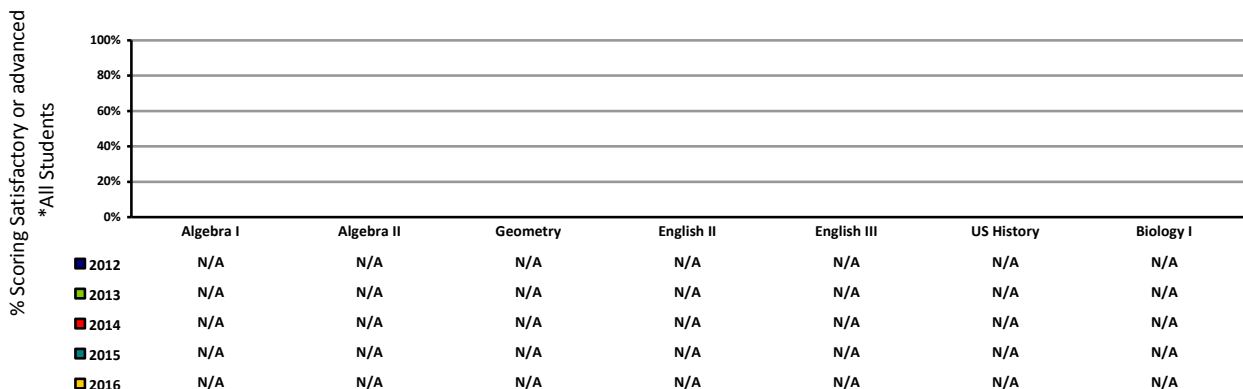 % Scoring Satisfactory or advanced
*All Students
100%
80%
60%
40%
20%
0%
Algebra I Algebra II Geometry English II English III US History Biology I
2012 N/A N/A N/A N/A N/A N/A N/A
2013 N/A N/A N/A N/A N/A N/A N/A
2014 N/A N/A N/A N/A N/A N/A N/A
2015 N/A N/A N/A N/A N/A N/A N/A
2016 N/A N/A N/A N/A N/A N/A N/A